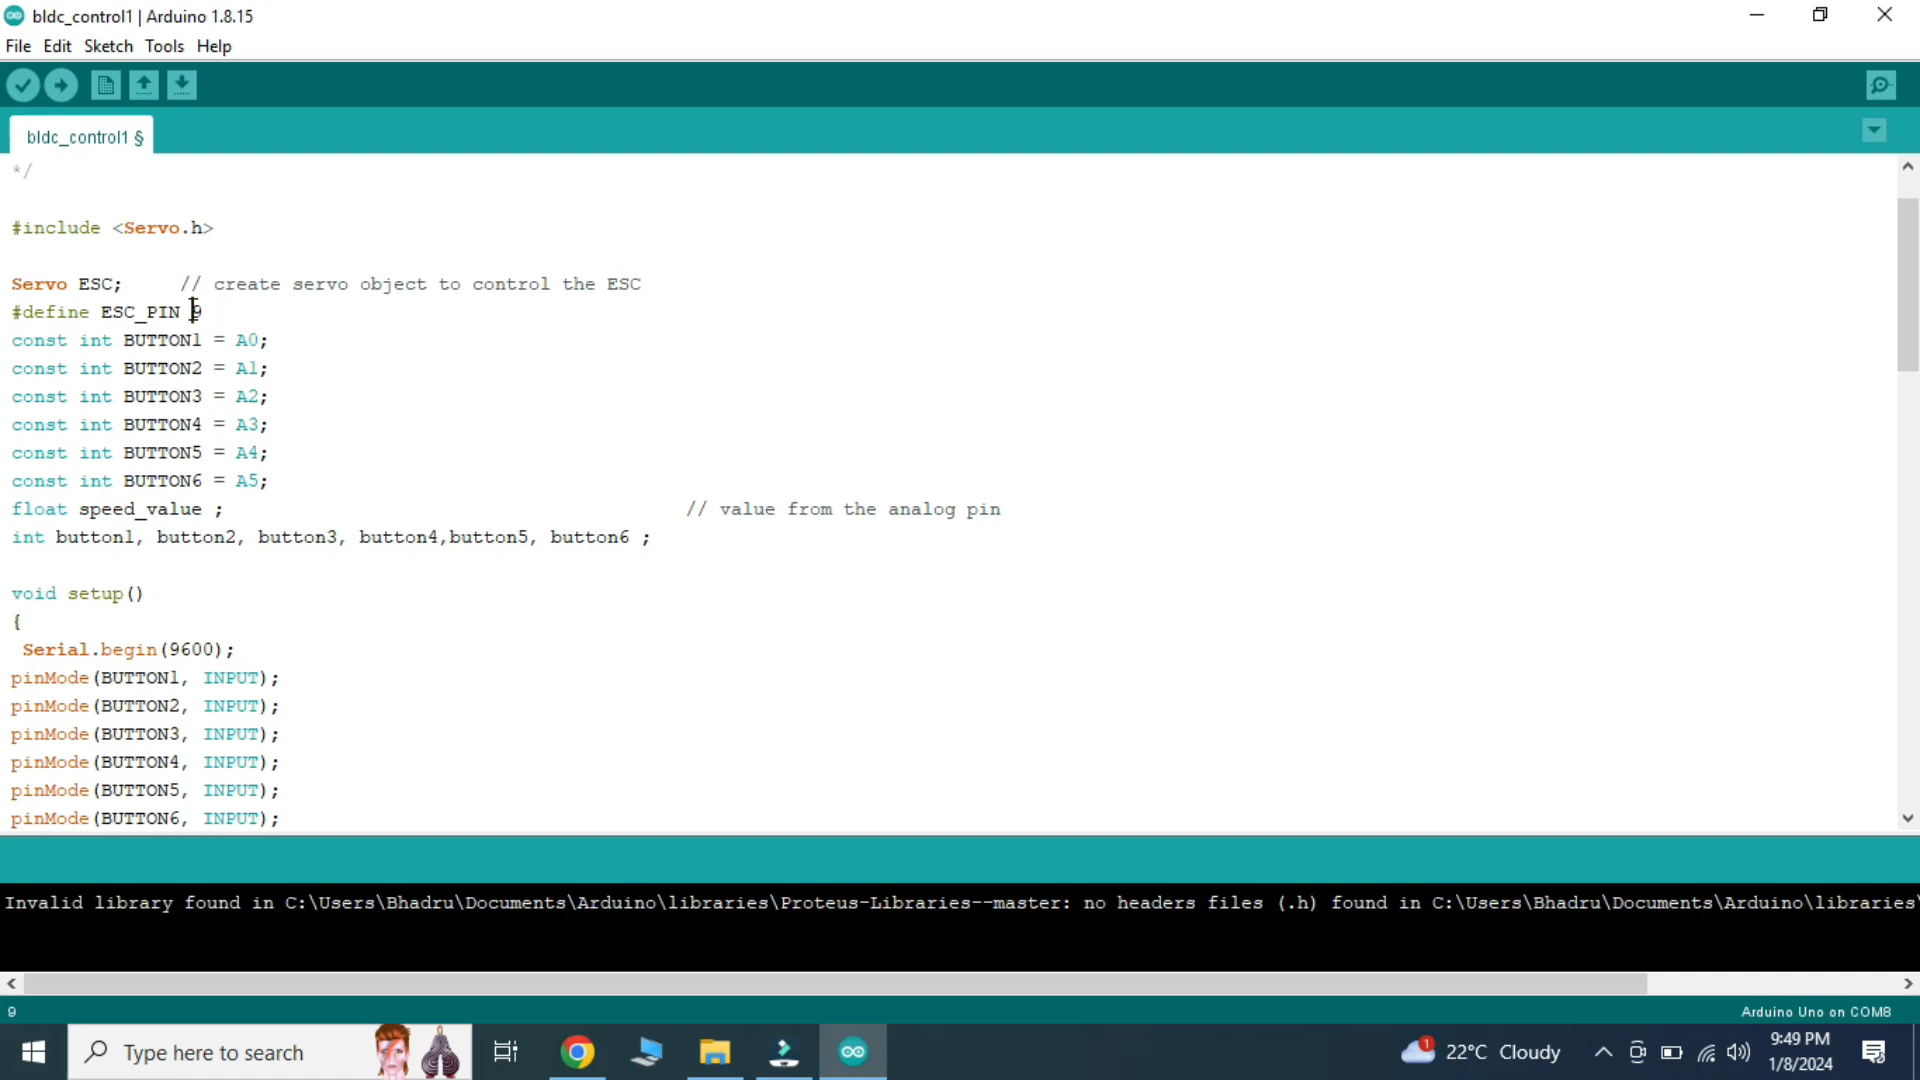 bldc_control1 | Arduino 1.8.15
File Edit Sketch Tools Help
bldc_control1 §
*/
#include <Servo.h>
Servo ESC;     // create servo object to control the ESC
#define ESC_PIN 9
const int BUTTON1 = A0;
const int BUTTON2 = A1;
const int BUTTON3 = A2;
const int BUTTON4 = A3;
const int BUTTON5 = A4;
const int BUTTON6 = A5;
float speed_value ;                                         // value from the analog pin
int button1, button2, button3, button4,button5, button6 ;
void setup()
{
 Serial.begin(9600);
pinMode(BUTTON1, INPUT);
pinMode(BUTTON2, INPUT);
pinMode(BUTTON3, INPUT);
pinMode(BUTTON4, INPUT);
pinMode(BUTTON5, INPUT);
pinMode(BUTTON6, INPUT);
Invalid library found in C:\Users\Bhadru\Documents\Arduino\libraries\Proteus-Libraries--master: no headers files (.h) found in C:\Users\Bhadru\Documents\Arduino\libraries\
9 Arduino Uno on COM8
Type here to search 1 22°C Cloudy 9:49 PM
1/8/2024